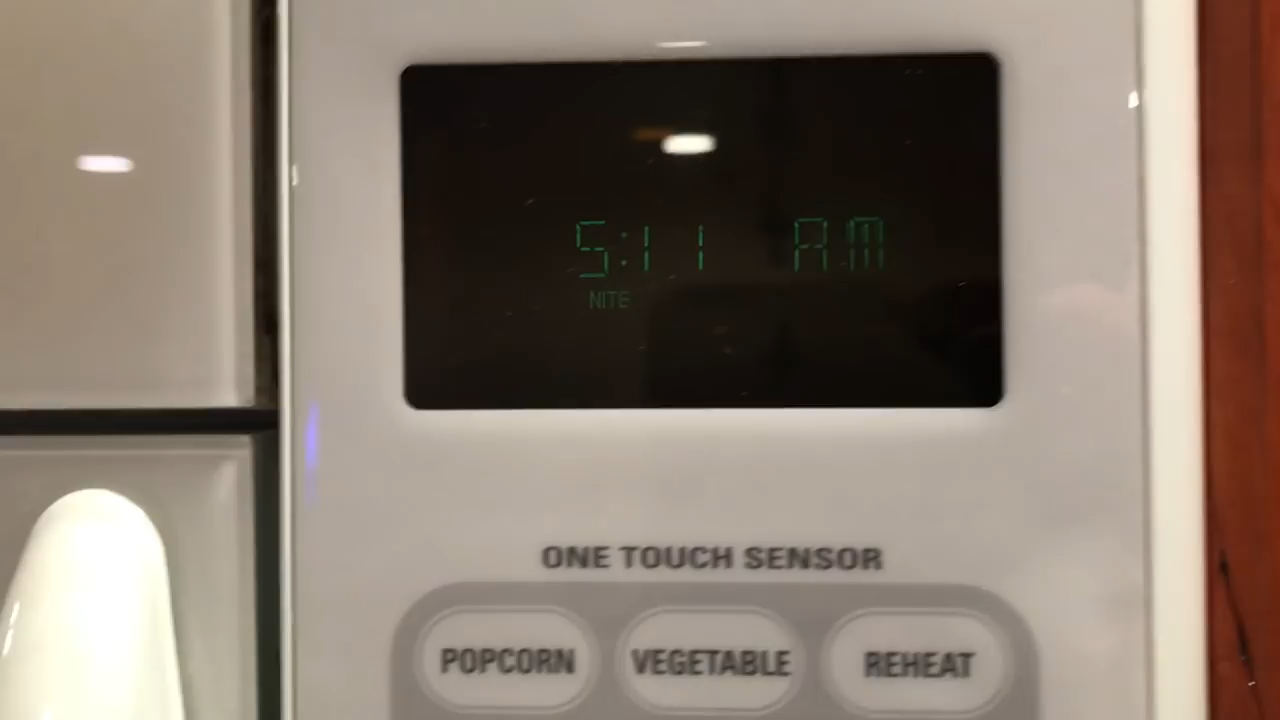 5:11 AM
NITE
ONE TOUCH SENSOR
POPCORN VEGETABLE REHEAT